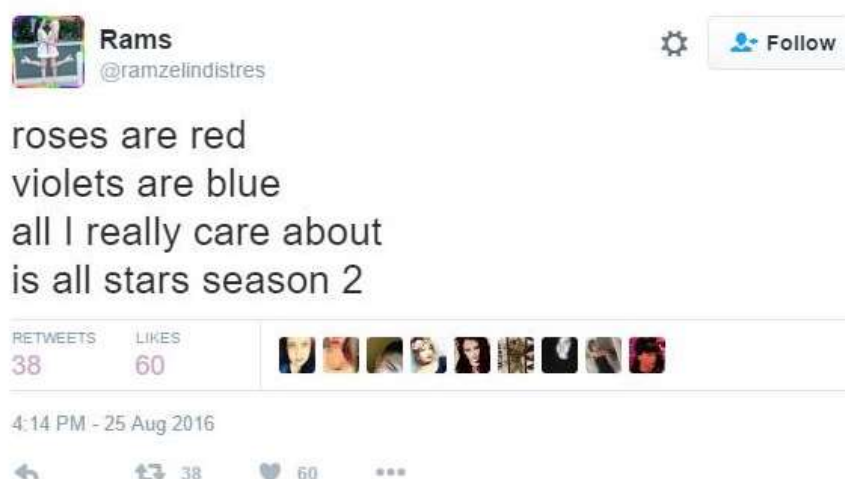 Rams
@ramzelindistres
Follow
roses are red
violets are blue
all I really care about
is all stars season 2
RETWEETS LIKES
38 60
4:14 PM - 25 Aug 2016
38 60